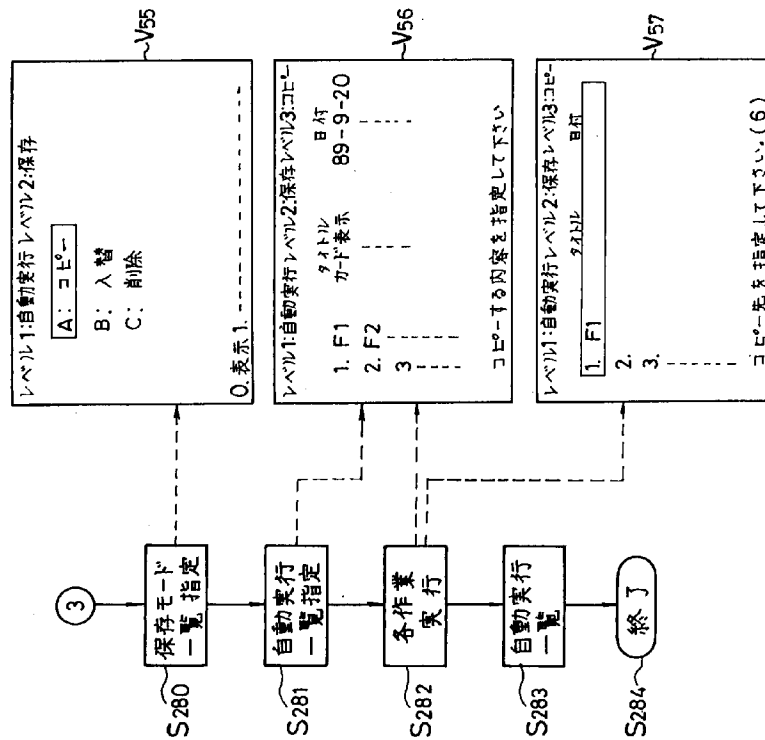 ③
保存モード
一覧 指定
S280
自動実行
一覧指定
S281
各作業
実行
S282
自動実行
一覧
S283
終了
S284
レベル1:自動実行 レベル2:保存
A: コピー
B: 入替
C: 削除
0.表示1.
V55
レベル1:自動実行 レベル2:保存レベル3:コピー
タイトル 日付
1. F1 カード表示 89-9-20
2. F2
3
コピーする内容を指定して下さい
V56
レベル1:自動実行レベル2:保存レベル3:コピー
タイトル 日付
1. F1
2.
3.
コピー先を指定して下さい.(6)
V57